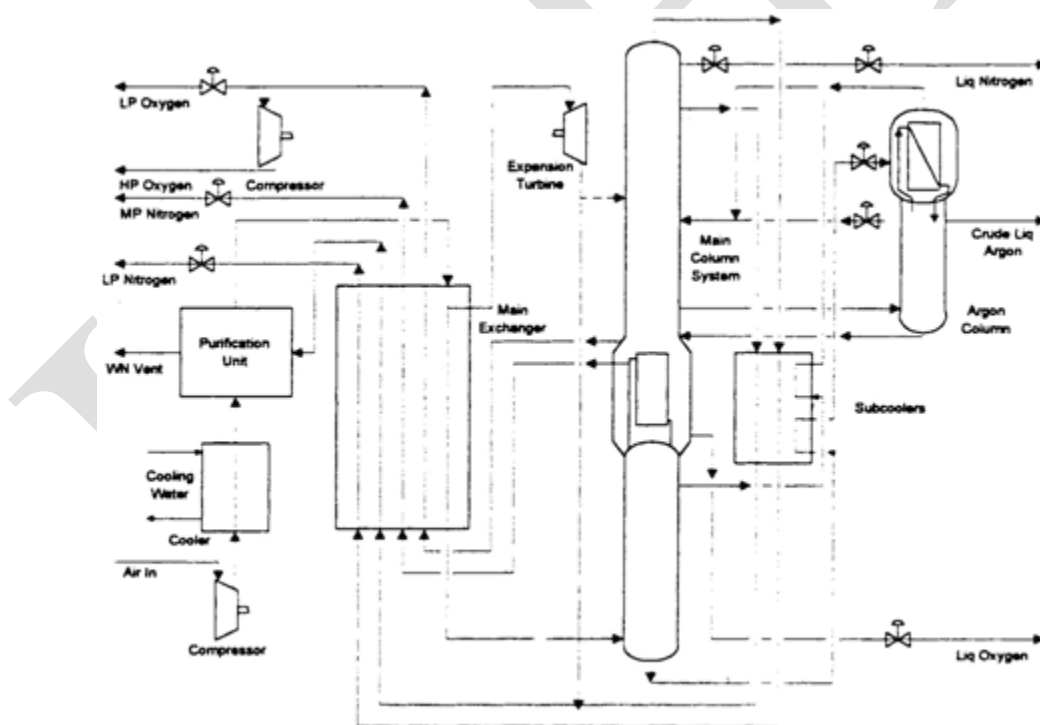 Liq Nitrogen
LP Oxygen
Expension
Turbine
HP Oxygen
Compressor
MP Nitrogen
Crude Liq
Argon
Main
Column
System
LP Nitrogen
Main
Exchanger
Argon
Column
Purification
Unit
WN Vent
Subcoolers
Cooling
Water
Cooler
Air In
Compressor
Liq Oxygen